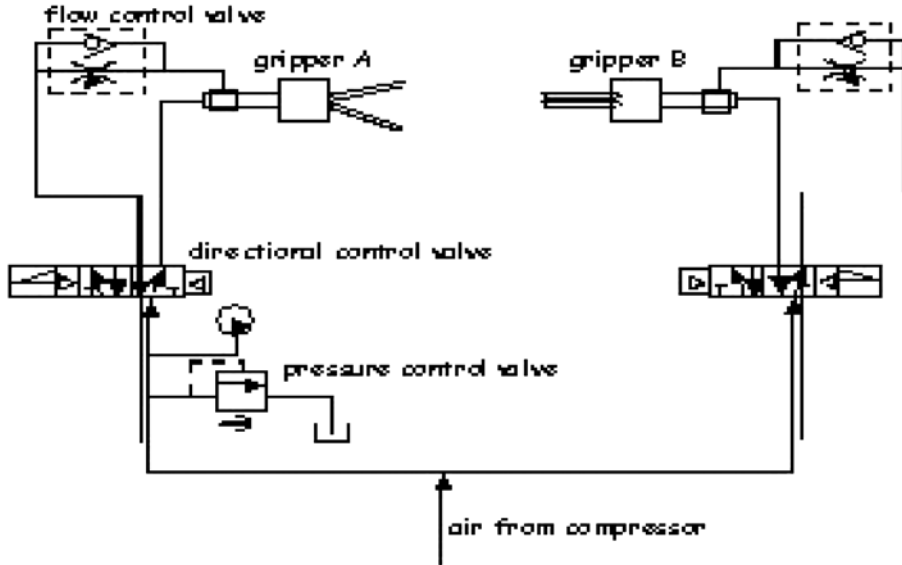 flow control valve
gripper A
gripper B
directional control valve
pressure control valve
air from compressor